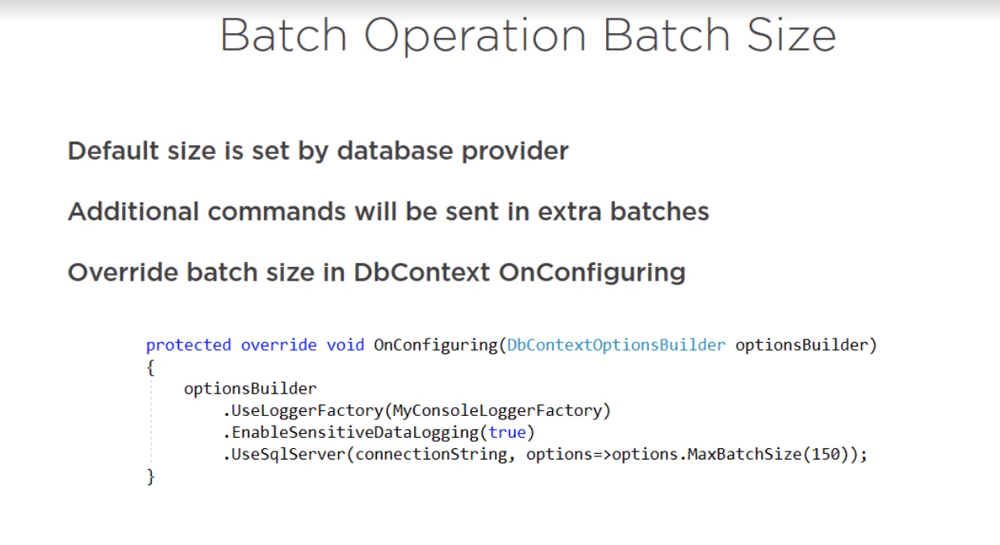 Batch Operation Batch Size
Default size is set by database provider
Additional commands will be sent in extra batches
Override batch size in DbContext OnConfiguring
protected override void OnConfiguring(DbContextOptionsBuilder optionsBuilder)
{
optionsBuilder
.UseLoggerFactory(MyConsoleLoggerFactory)
.EnableSensitiveDataLogging(true)
.UseSqlServer(connectionString, options=>options.MaxBatchSize(150));
}